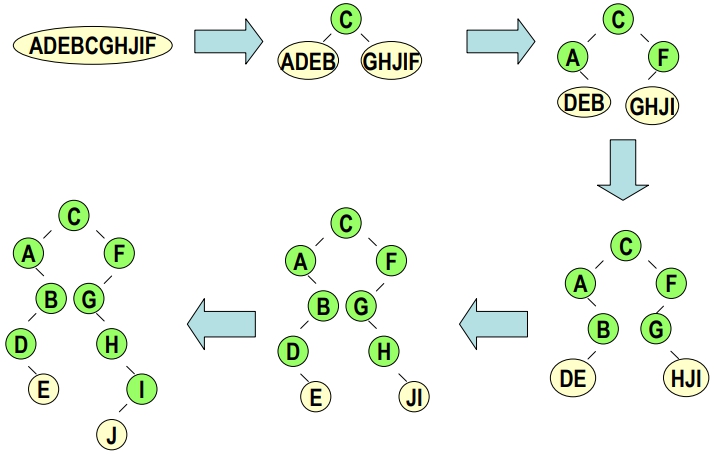 ADEBCGHJIF
C
ADEB GHJIF
C
A F
DEB GHJI
C
A F
B G
DE HJI
C
A F
B G
D H
E JI
C
A F
B G
D H
E I
J